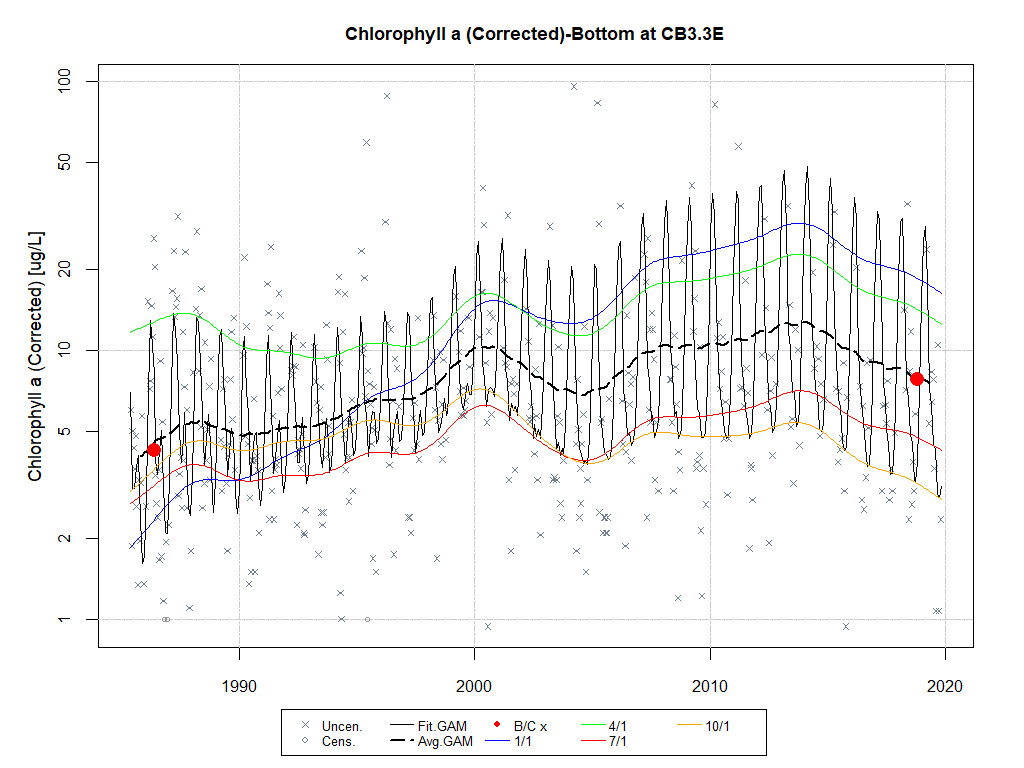 Chlorophyll a (Corrected)-Bottom at CB3.3E
Chlorophyll a (Corrected) [ug/L]
100
50
20
10
5
2
1
1990 2000 2010 2020
Uncen. Fit.GAM B/C x 4/1 10/1
Cens. Avg.GAM 1/1 7/1